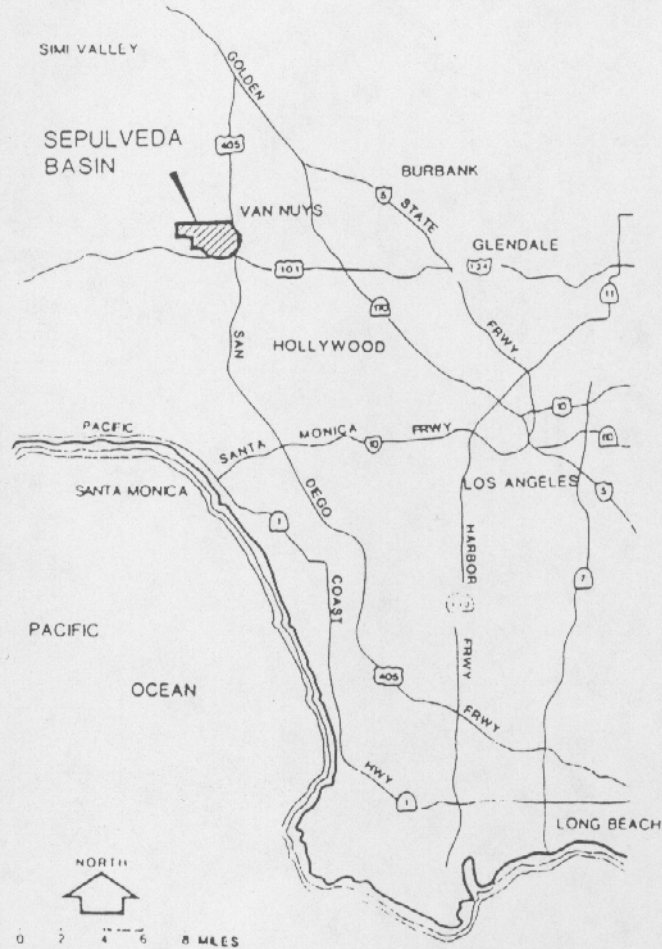 SIMI VALLEY
GOLDEN
405
SEPULVEDA
BASIN
BURBANK
5
STATE
VAN NUYS
GLENDALE
101
134
11
170
SAN
HOLLYWOOD
FRWY
PACIFIC
SANTA
MONICA
10
FRWY
10
110
SANTA MONICA
DEGO
LOS ANGELES
5
1
HARBOR
7
COAST
PACIFIC
OCEAN
FRWY
405
FRWY
HWY
1
LONG BEACH
NORTH
0 2 4 6 8 MILES